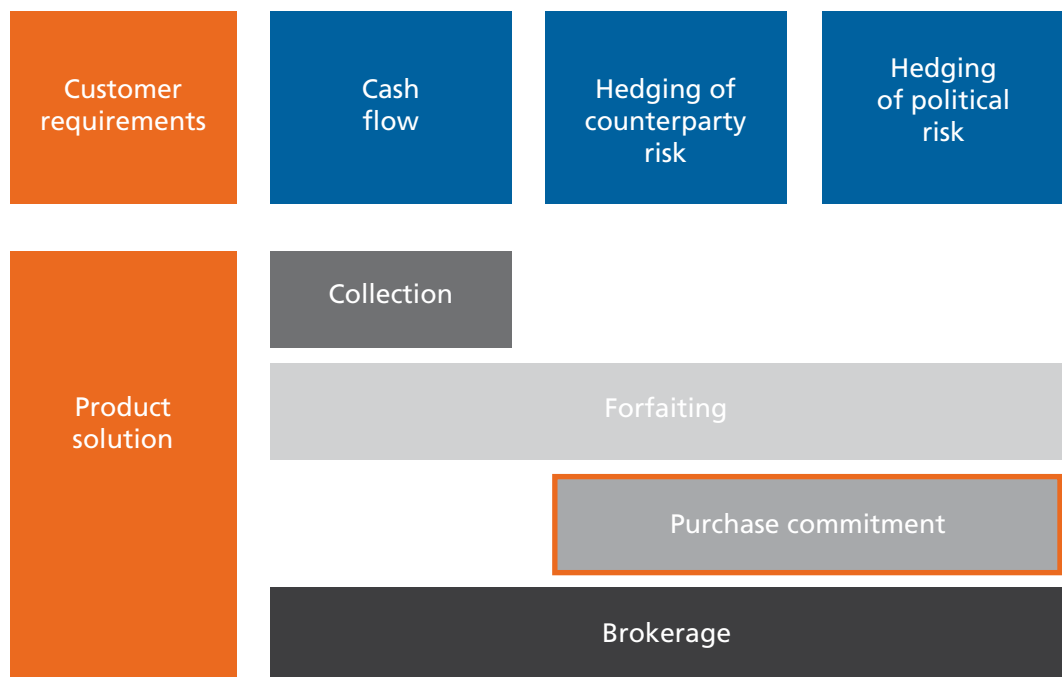 Customer
requirements
Cash
flow
Hedging of
counterparty
risk
Hedging
of political
risk
Product
solution
Collection
Forfaiting
Purchase commitment
Brokerage